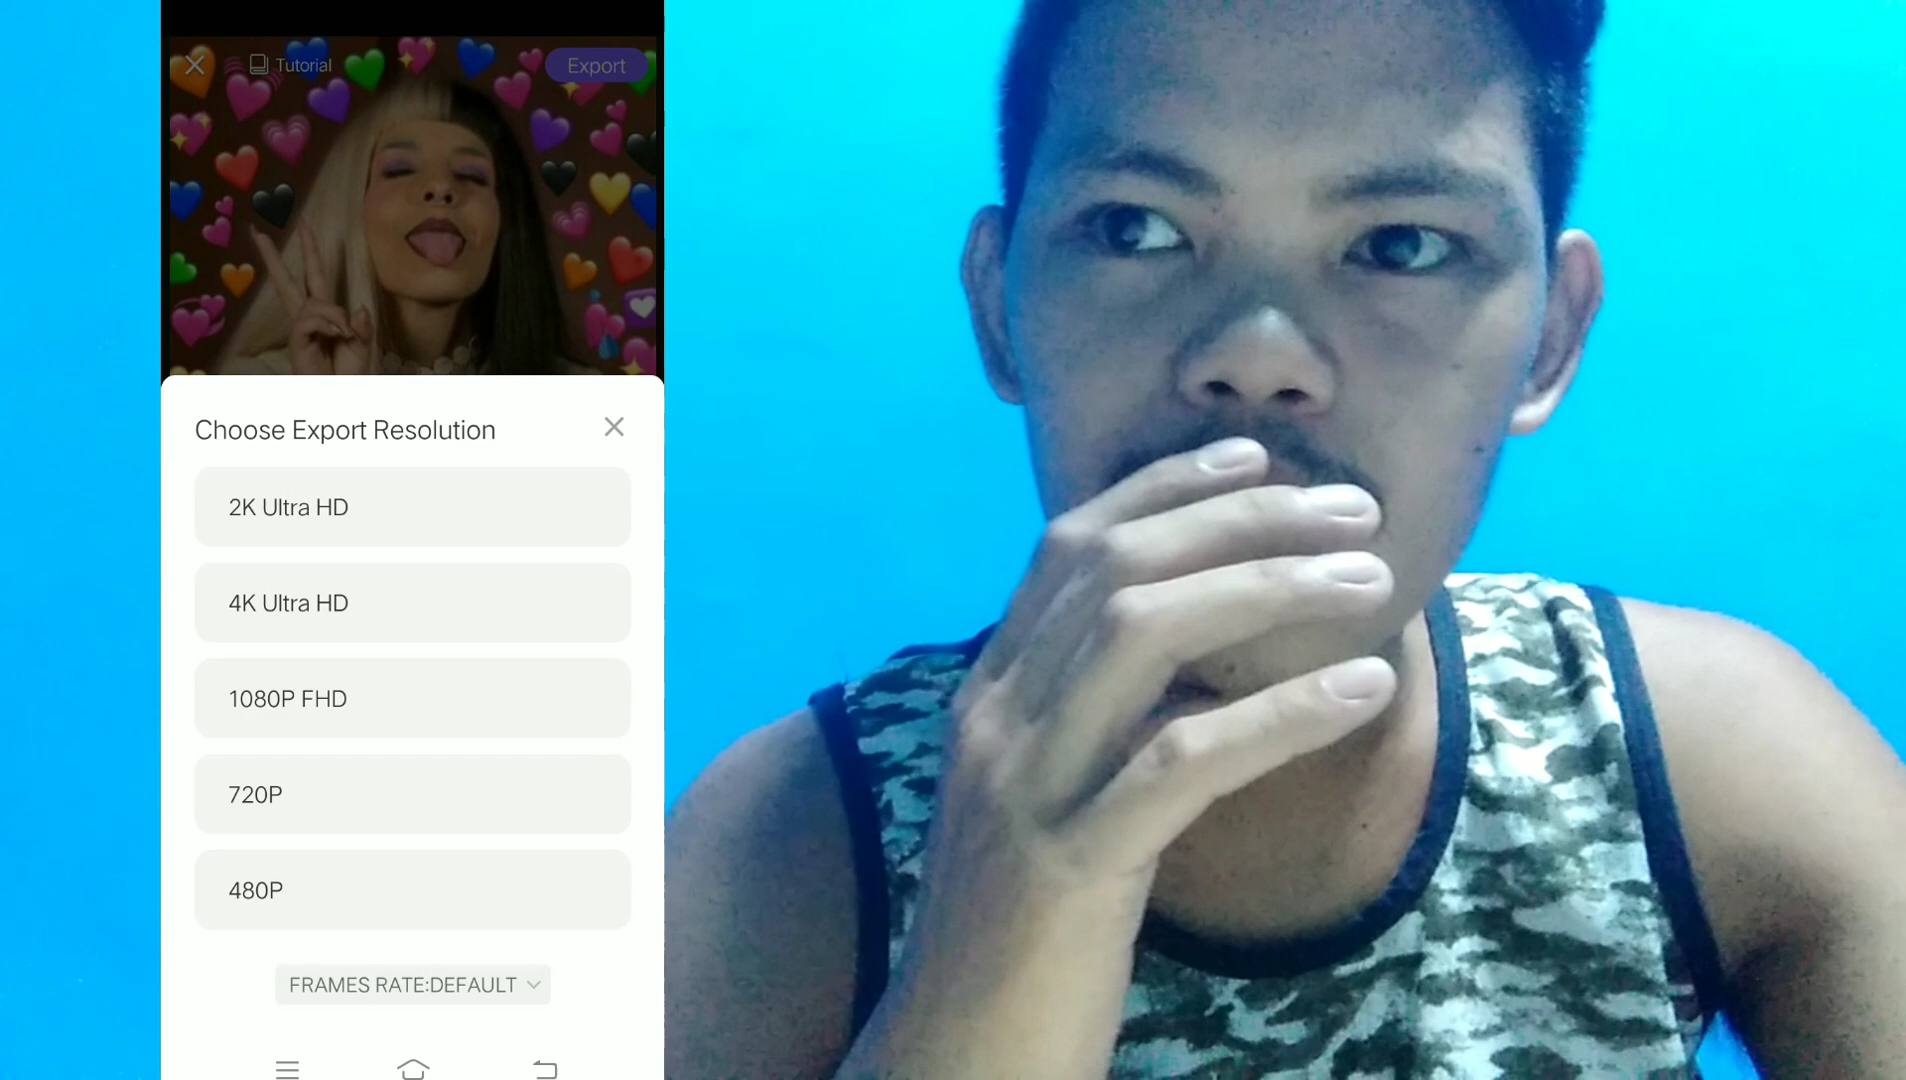 Tutorial
Export
Choose Export Resolution
2K Ultra HD
4K Ultra HD
1080P FHD
720P
480P
FRAMES RATE:DEFAULT